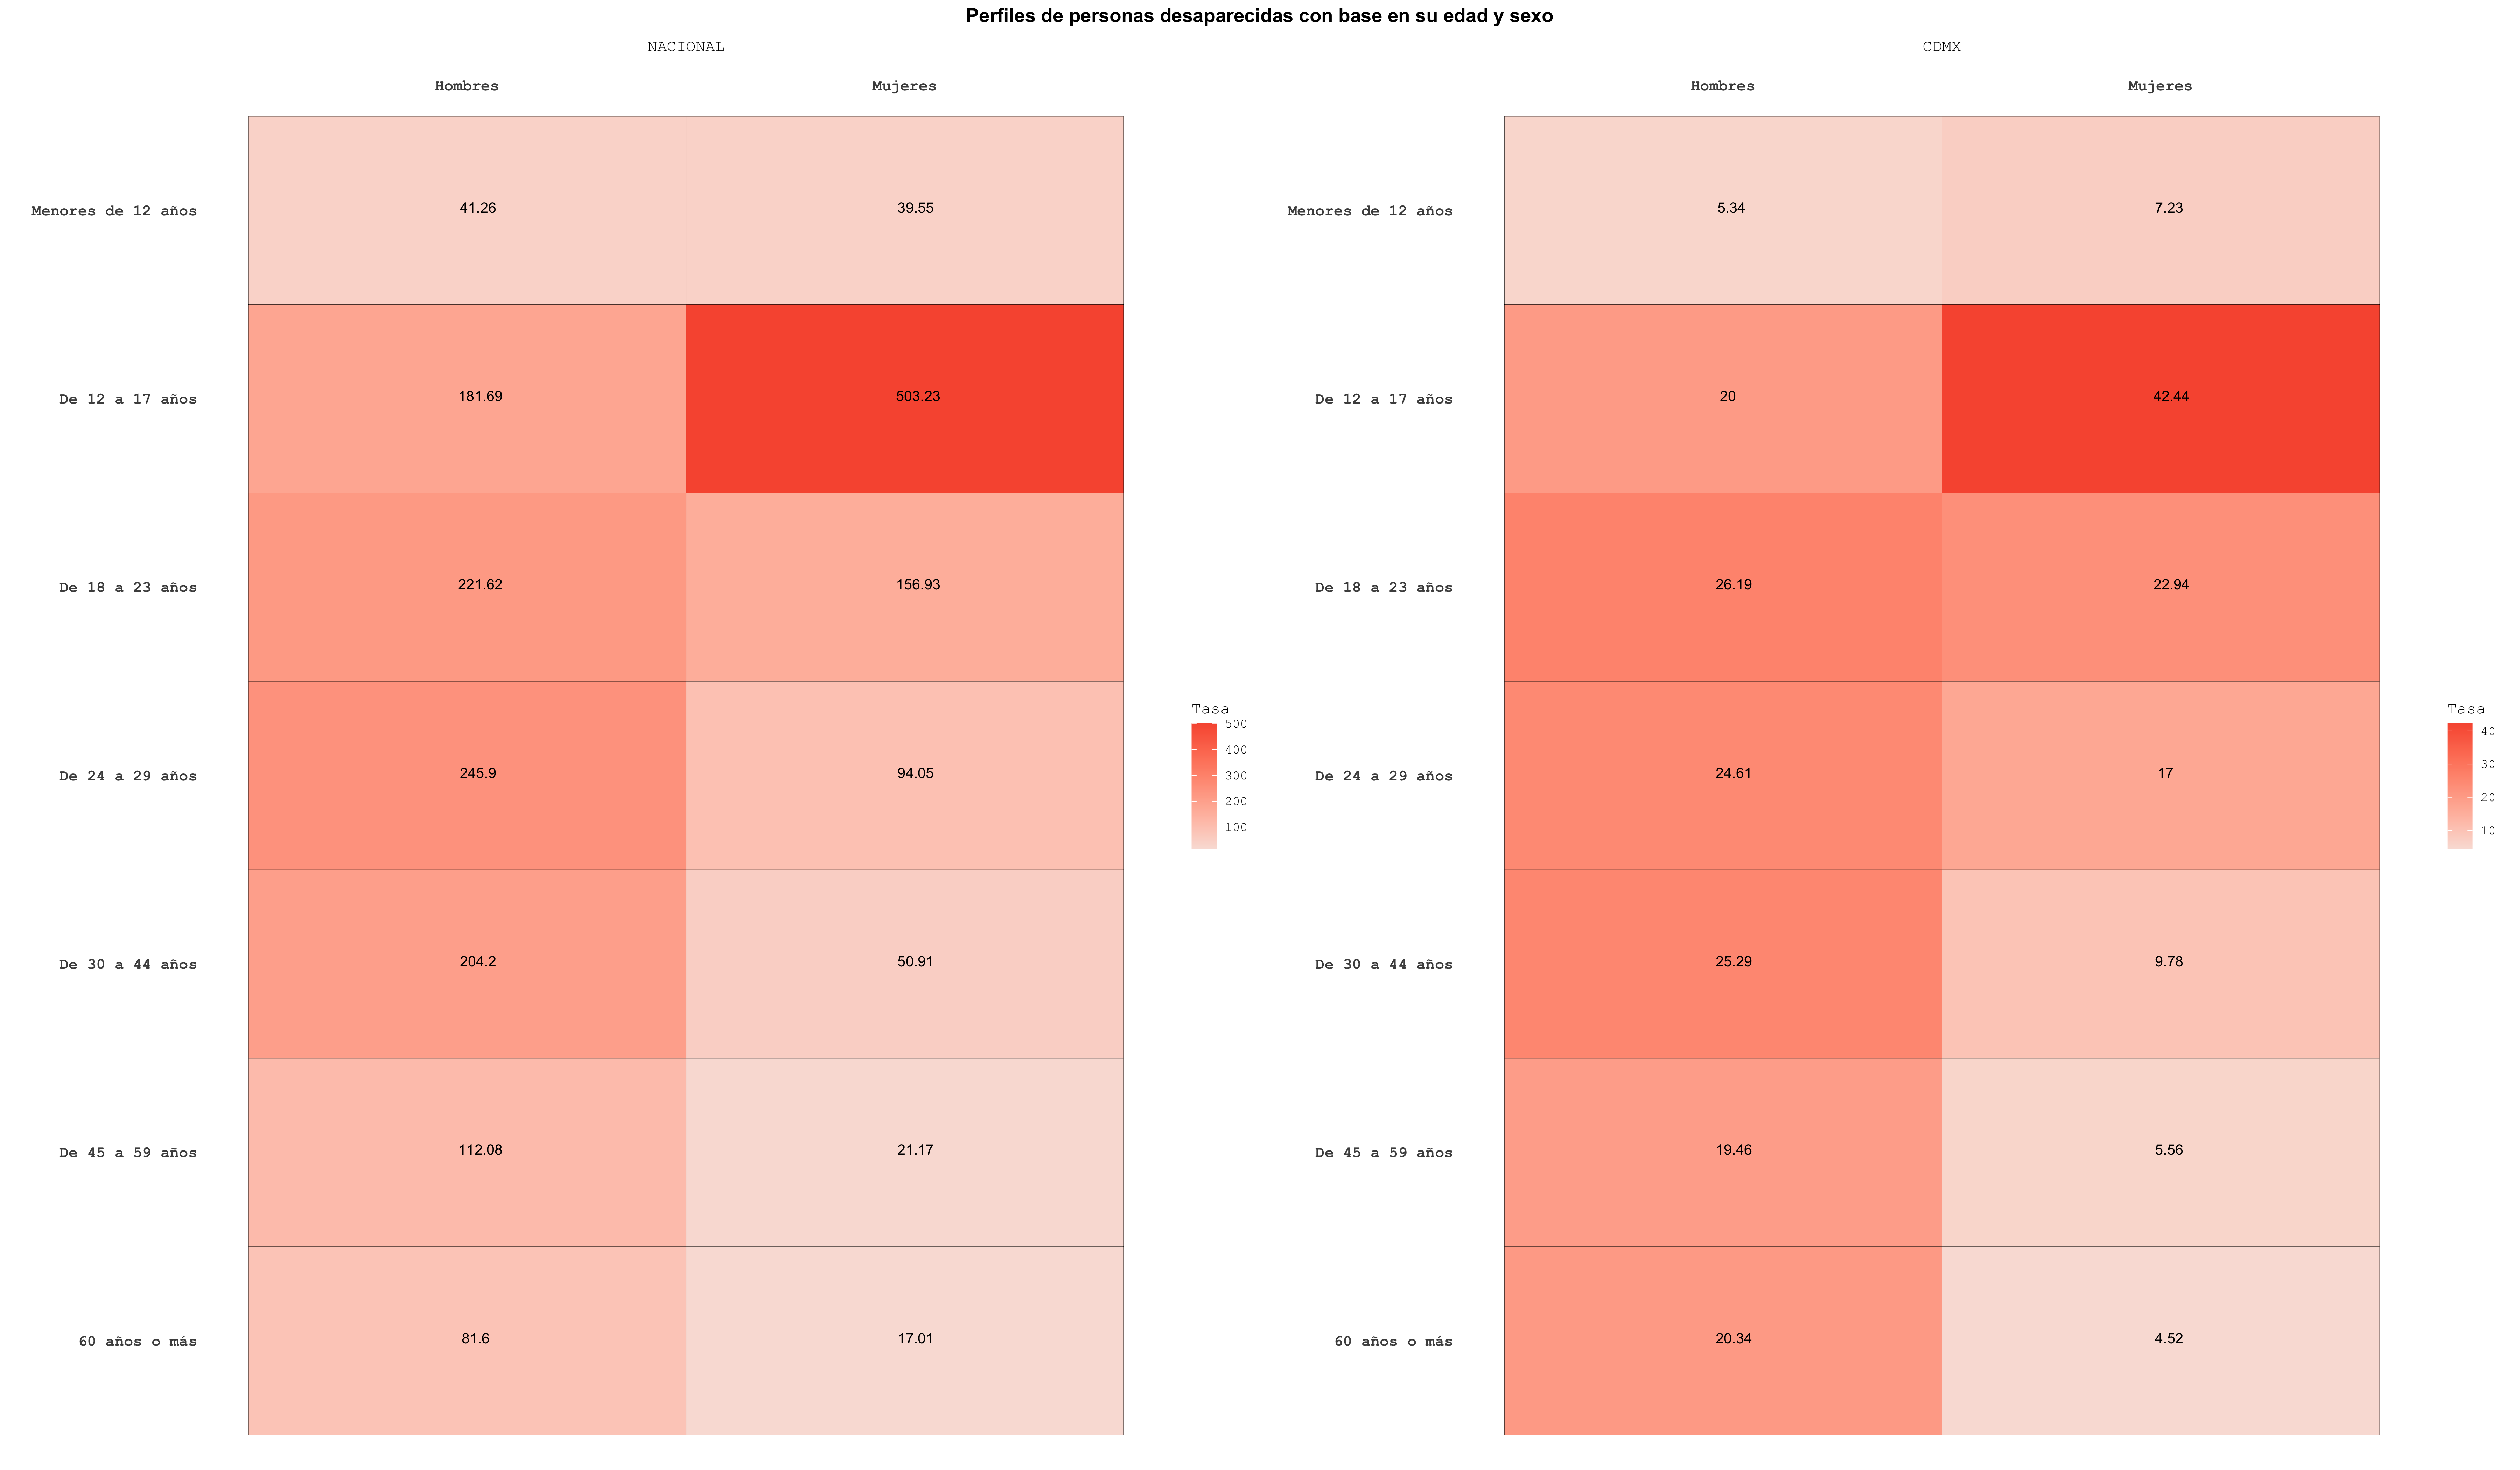 Perfiles de personas desaparecidas con base en su edad y sexo
NACIONAL
Hombres Mujeres
Menores de 12 años 41.26 39.55
De 12 a 17 años 181.69 503.23
De 18 a 23 años 221.62 156.93
De 24 a 29 años 245.9 94.05
De 30 a 44 años 204.2 50.91
De 45 a 59 años 112.08 21.17
60 años o más 81.6 17.01
Tasa
500
400
300
200
100
CDMX
Hombres Mujeres
Menores de 12 años 5.34 7.23
De 12 a 17 años 20 42.44
De 18 a 23 años 26.19 22.94
De 24 a 29 años 24.61 17
De 30 a 44 años 25.29 9.78
De 45 a 59 años 19.46 5.56
60 años o más 20.34 4.52
Tasa
40
30
20
10